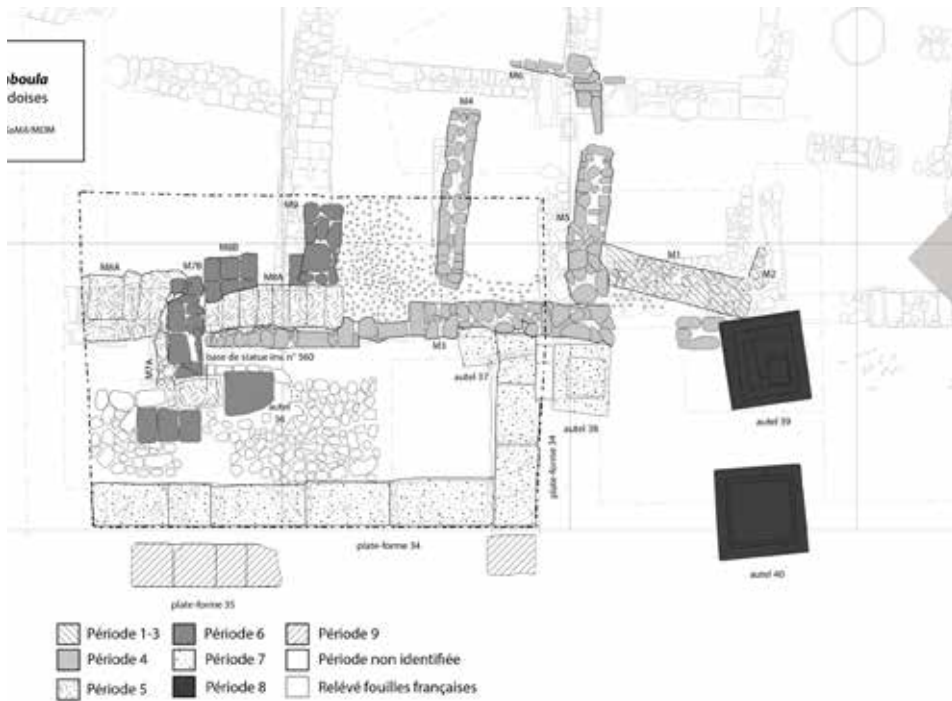 boula
doises
M6
M4
M9
M5
M8B
M7B
M8A
M8A
M1
M2
M3
M7A
base de statue inv n° 560
autel 37
autel
autel 38
autel 39
plate-forme 34
plate-forme 34
autel 40
plate-forme 35
Période 1-3
Période 6
Période 9
Période 4
Période 7
Période non identifiée
Période 5
Période 8
Relévé fouilles françaises